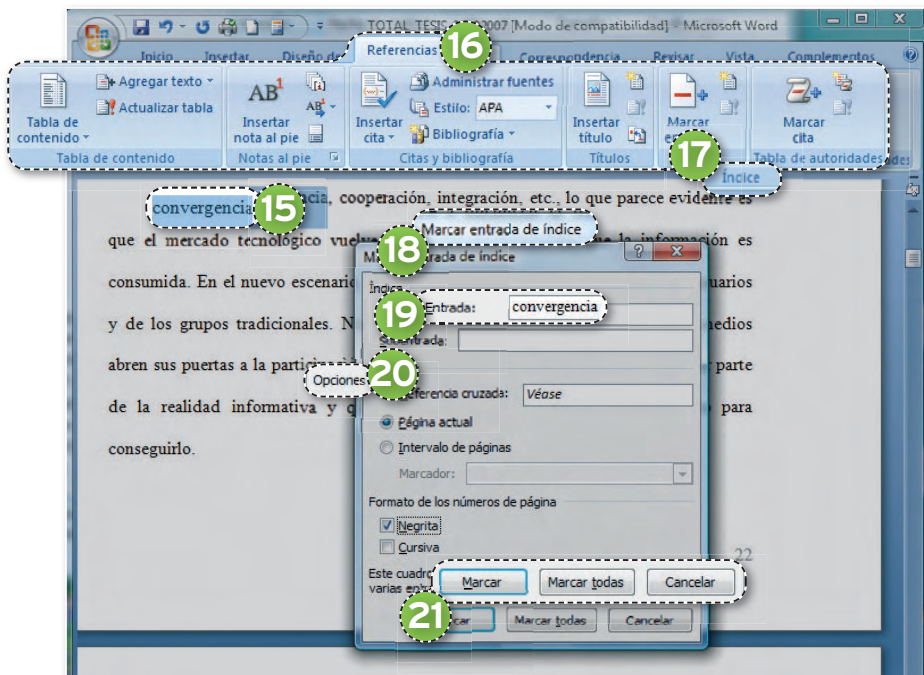 TOTAL_TESIS 2007 [Modo de compatibilidad] - Microsoft Word
Inicio Insertar Diseño de Referencias 16 Correspondencia Revisar Vista Complementos
Agregar texto
Actualizar tabla
Tabla de contenido
AB¹
Insertar nota al pie
Insertar cita
Administrar fuentes
Estilo: APA
Bibliografía
Insertar título
Marcar
Marcar cita
Tabla de contenido Notas al pie Citas y bibliografía Títulos 17 Índice Tabla de autoridades
convergencia 15 cia, cooperación, integración, etc., lo que parece evidente es
que el mercado tecnológico la información es
consumida. En el nuevo escenario uarios
y de los grupos tradicionales. N medios
abren sus puertas a la parte
de la realidad informativa y q para
conseguirlo.
22
Marcar entrada de índice
18 entrada de índice
Índice
19 Entrada: convergencia
Subentrada:
Opciones 20
Referencia cruzada: Véase
Página actual
Intervalo de páginas
Marcador:
Formato de los números de página
Negrita
Cursiva
Este cuadro
varias
Marcar Marcar todas Cancelar
21 car Marcar todas Cancelar